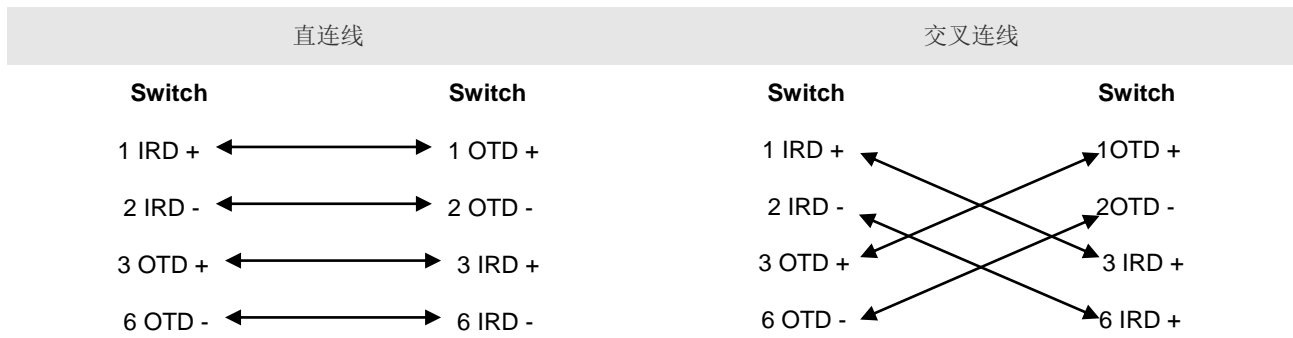 直连线 交叉连线
Switch Switch Switch Switch
1 IRD + 1 OTD + 1 IRD + 1OTD +
2 IRD - 2 OTD - 2 IRD - 2OTD -
3 OTD + 3 IRD + 3 OTD + 3 IRD +
6 OTD - 6 IRD - 6 OTD - 6 IRD +